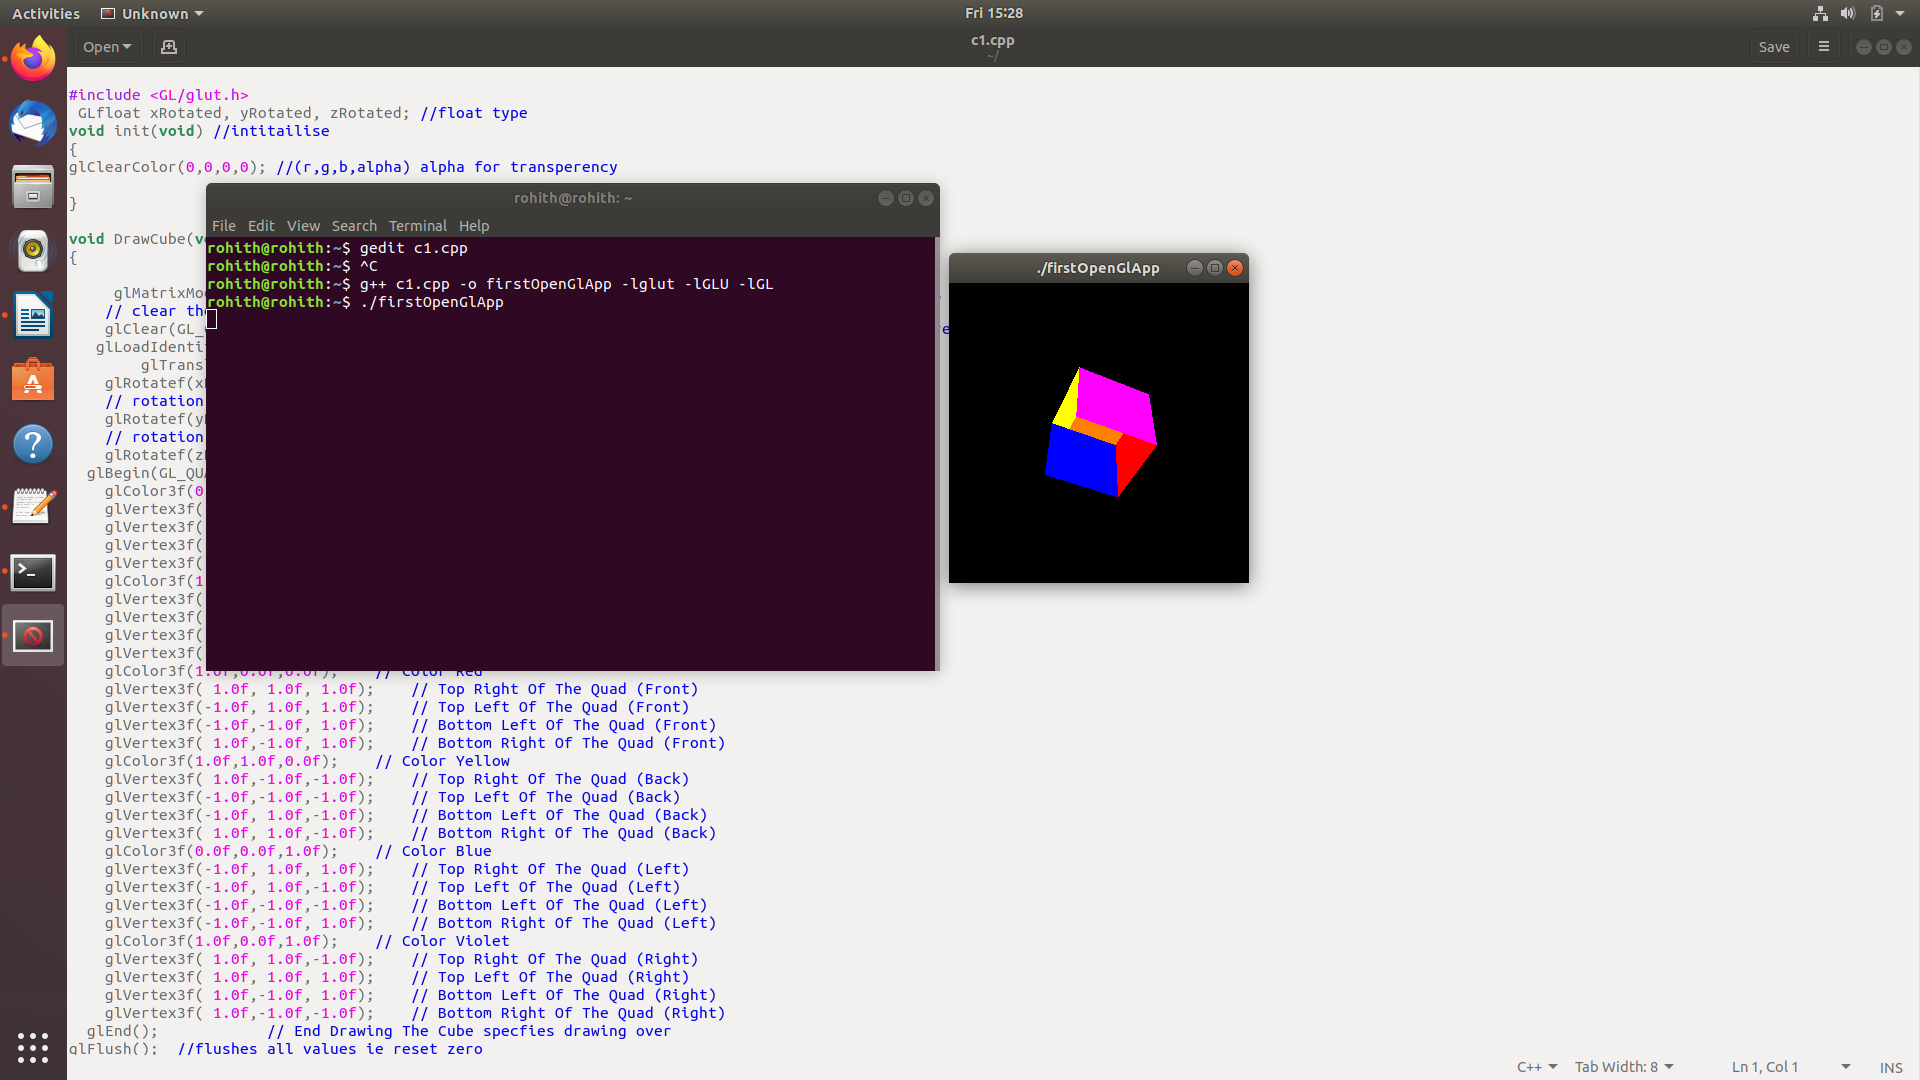 Activities
Unknown
Fri 15:28
Open
c1.cpp
~/
Save
#include <GL/glut.h>
GLfloat xRotated, yRotated, zRotated; //float type
void init(void) //intitailise
{
glClearColor(0,0,0,0); //(r,g,b,alpha) alpha for transperency
}
void DrawCube(v
{
glMatrixMo
// clear th
glClear(GL_
re
glLoadIdenti
glTrans
glRotatef(x
// rotation
glRotatef(y
// rotation
glRotatef(z
glBegin(GL_QU
glColor3f(0
glVertex3f(
glVertex3f(
glVertex3f(
glVertex3f(
glColor3f(1
glVertex3f(
glVertex3f(
glVertex3f(
glVertex3f(
glColor3f(1.0f,0.0f,0.0f); // Color Red
glVertex3f( 1.0f, 1.0f, 1.0f); // Top Right Of The Quad (Front)
glVertex3f(-1.0f, 1.0f, 1.0f); // Top Left Of The Quad (Front)
glVertex3f(-1.0f,-1.0f, 1.0f); // Bottom Left Of The Quad (Front)
glVertex3f( 1.0f,-1.0f, 1.0f); // Bottom Right Of The Quad (Front)
glColor3f(1.0f,1.0f,0.0f); // Color Yellow
glVertex3f( 1.0f,-1.0f,-1.0f); // Top Right Of The Quad (Back)
glVertex3f(-1.0f,-1.0f,-1.0f); // Top Left Of The Quad (Back)
glVertex3f(-1.0f, 1.0f,-1.0f); // Bottom Left Of The Quad (Back)
glVertex3f( 1.0f, 1.0f,-1.0f); // Bottom Right Of The Quad (Back)
glColor3f(0.0f,0.0f,1.0f); // Color Blue
glVertex3f(-1.0f, 1.0f, 1.0f); // Top Right Of The Quad (Left)
glVertex3f(-1.0f, 1.0f,-1.0f); // Top Left Of The Quad (Left)
glVertex3f(-1.0f,-1.0f,-1.0f); // Bottom Left Of The Quad (Left)
glVertex3f(-1.0f,-1.0f, 1.0f); // Bottom Right Of The Quad (Left)
glColor3f(1.0f,0.0f,1.0f); // Color Violet
glVertex3f( 1.0f, 1.0f,-1.0f); // Top Right Of The Quad (Right)
glVertex3f( 1.0f, 1.0f, 1.0f); // Top Left Of The Quad (Right)
glVertex3f( 1.0f,-1.0f, 1.0f); // Bottom Left Of The Quad (Right)
glVertex3f( 1.0f,-1.0f,-1.0f); // Bottom Right Of The Quad (Right)
glEnd(); // End Drawing The Cube specfies drawing over
glFlush(); //flushes all values ie reset zero
rohith@rohith: ~
File Edit View Search Terminal Help
rohith@rohith:~$ gedit c1.cpp
rohith@rohith:~$ ^C
rohith@rohith:~$ g++ c1.cpp -o firstOpenGlApp -lglut -lGLU -lGL
rohith@rohith:~$ ./firstOpenGlApp
./firstOpenGlApp
C++ Tab Width: 8 Ln 1, Col 1 INS